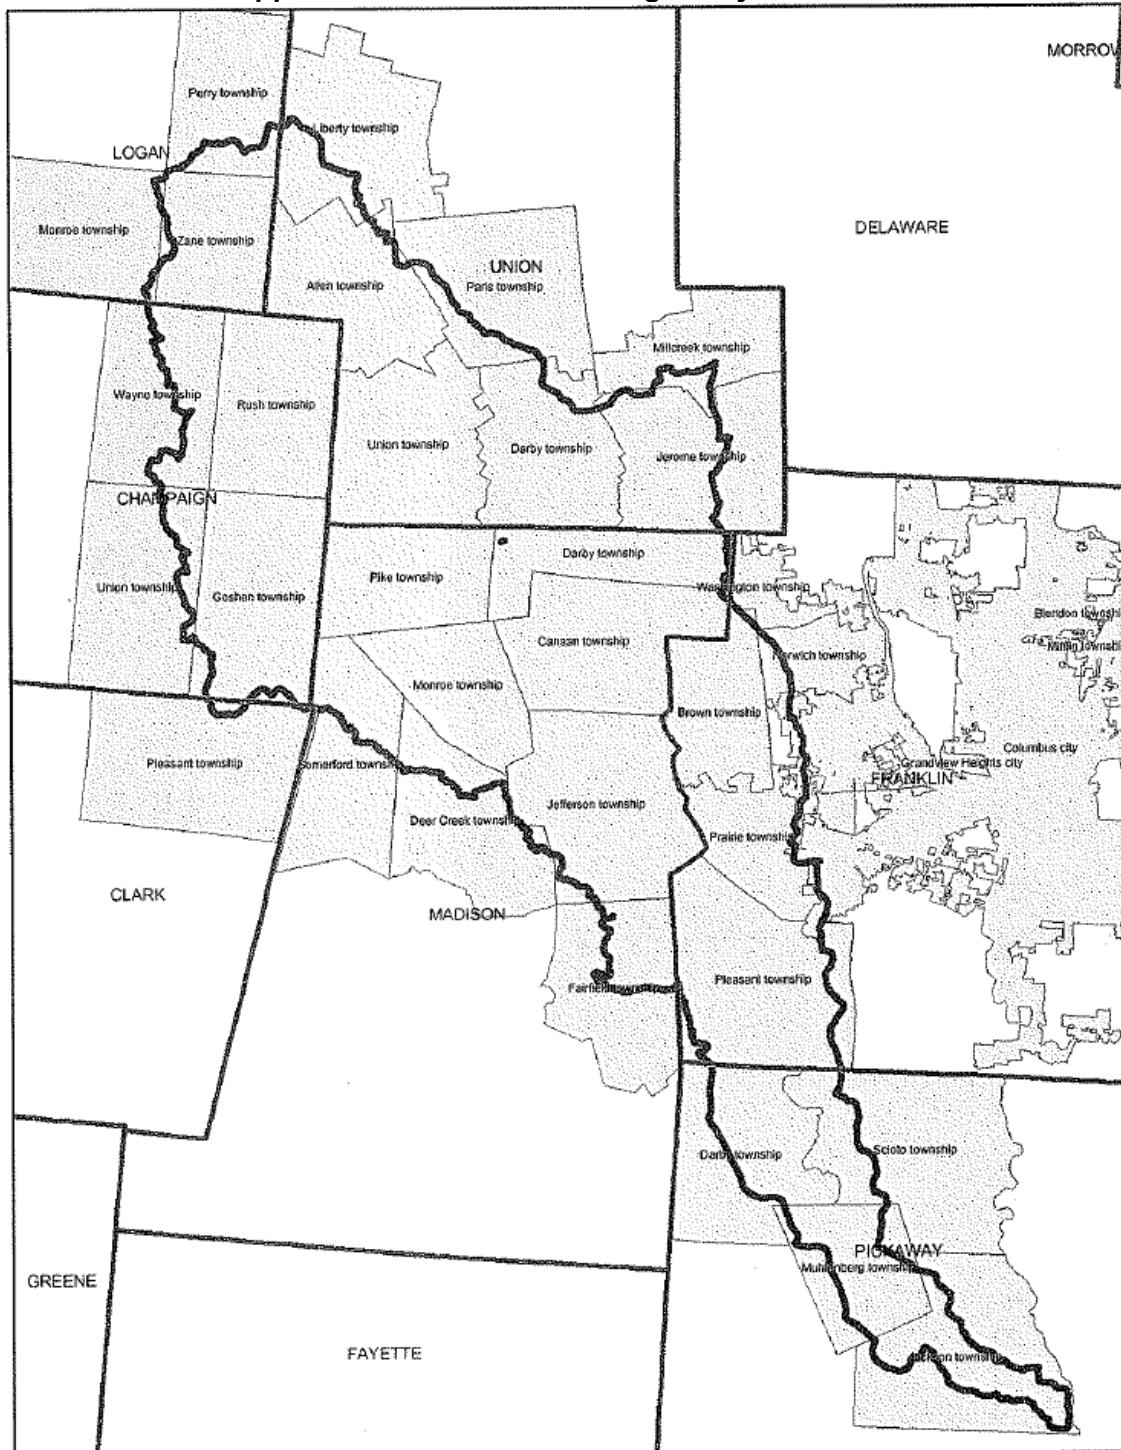 MORROW
Perry township
Liberty township
LOGAN
DELAWARE
Monroe township
Zane township
UNION
Allen township
Paris township
Millcreek township
Wayne township
Rush township
Union township
Darby township
Jerome township
CHAMPAIGN
Darby township
Pike township
Union township
Goshen township
Washington township
Blendon township
Canaan township
Norwich township
Mifflin township
Monroe township
Brown township
Columbus city
Pleasant township
Somerford township
Grandview Heights city
FRANKLIN
Jefferson township
Deer Creek township
Prairie township
CLARK
MADISON
Pleasant township
Fairfield township
Darby township
Scioto township
PICKAWAY
Muhlenberg township
GREENE
FAYETTE
Jackson township